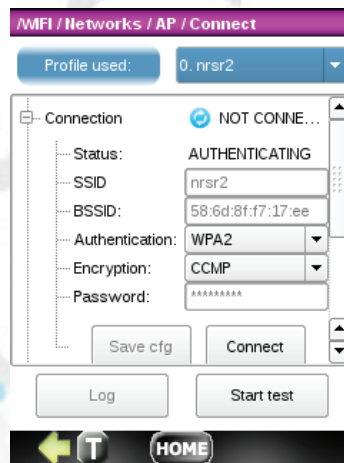 /WIFI / Networks / AP / Connect
Profile used: 0. nrsr2
Connection NOT CONNE...
Status: AUTHENTICATING
SSID nrsr2
BSSID: 58:6d:8f:f7:17:ee
Authentication: WPA2
Encryption: CCMP
Password: *********
Save cfg Connect
Log Start test
T HOME